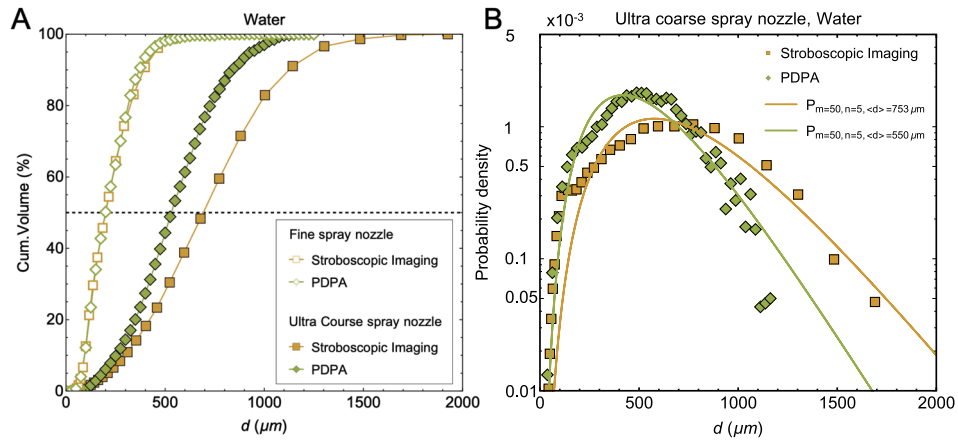 A
Water
100
80
60
40
20
0
Cum.Volume (%)
Fine spray nozzle
Stroboscopic Imaging
PDPA
Ultra Course spray nozzle
Stroboscopic Imaging
PDPA
0 500 1000 1500 2000
d (μm)
B
Ultra coarse spray nozzle, Water
x10⁻³
5
1
0.5
0.1
0.05
0.01
Probability density
Stroboscopic Imaging
PDPA
P m=50, n=5, <d> =753 μm
P m=50, n=5, <d> =550 μm
0 500 1000 1500 2000
d (μm)